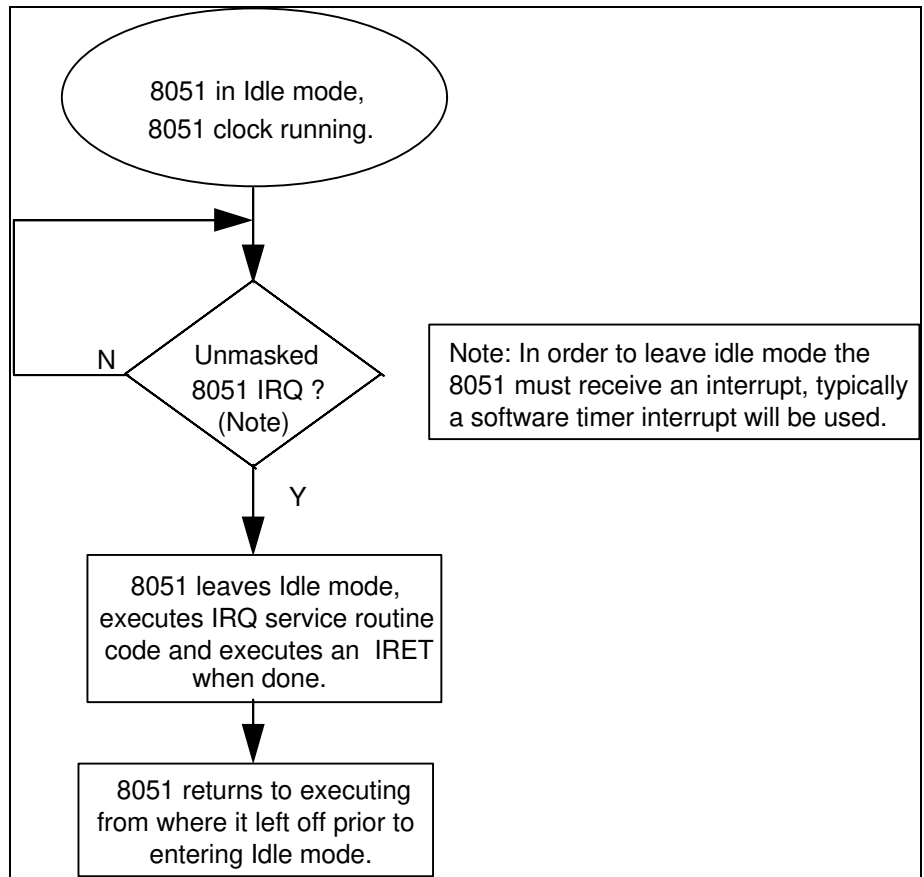 8051 in Idle mode,
8051 clock running.
N
Unmasked
8051 IRQ ?
(Note)
Note: In order to leave idle mode the
8051 must receive an interrupt, typically
a software timer interrupt will be used.
Y
8051 leaves Idle mode,
executes IRQ service routine
code and executes an IRET
when done.
8051 returns to executing
from where it left off prior to
entering Idle mode.